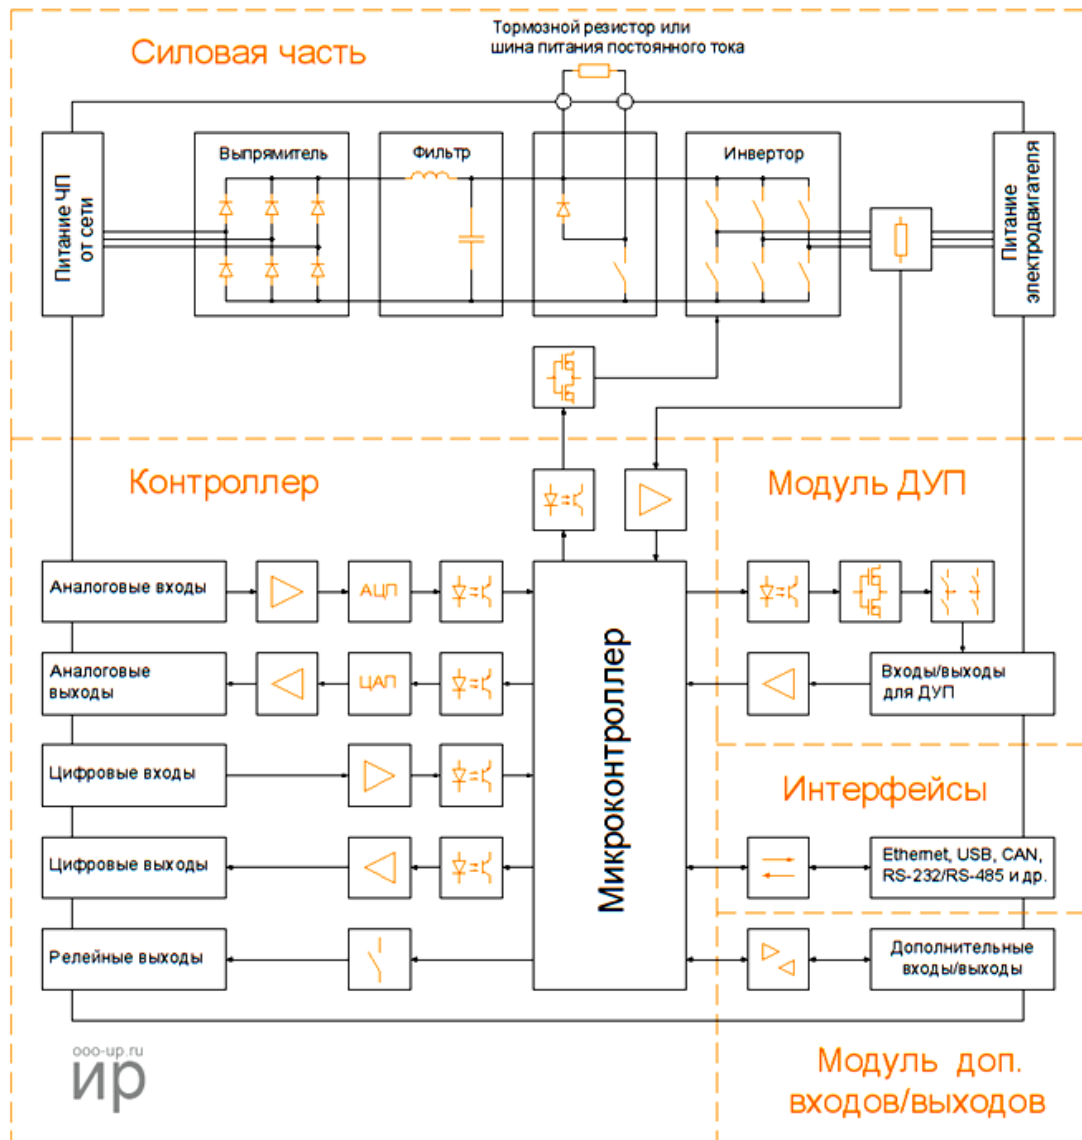 Силовая часть
Тормозной резистор или
шина питания постоянного тока
Питание ЧП
от сети
Выпрямитель
Фильтр
Инвертор
Питание
электродвигателя
Контроллер
Модуль ДУП
Аналоговые входы
АЦП
Микроконтроллер
Аналоговые
выходы
ЦАП
Входы/выходы
для ДУП
Цифровые входы
Интерфейсы
Цифровые выходы
Ethernet, USB, CAN,
RS-232/RS-485 и др.
Релейные выходы
Дополнительные
входы/выходы
ooo-up.ru
ир
Модуль доп.
входов/выходов